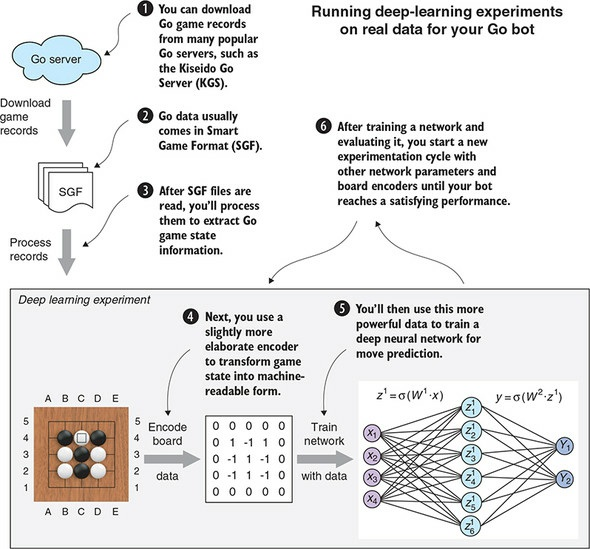 Running deep-learning experiments
on real data for your Go bot
1 You can download
Go game records
from many popular
Go servers, such as
the Kiseido Go
Server (KGS).
Go server
Download
game
records
2 Go data usually
comes in Smart
Game Format (SGF).
SGF
3 After SGF files are
read, you'll process
them to extract Go
game state
information.
Process
records
6 After training a network and
evaluating it, you start a new
experimentation cycle with
other network parameters and
board encoders until your bot
reaches a satisfying performance.
Deep learning experiment
4 Next, you use a
slightly more
elaborate encoder
to transform game
state into machine-
readable form.
5 You'll then use this more
powerful data to train a
deep neural network for
move prediction.
A B C D E
5 5
4 4
3 3
2 2
1 1
A B C D E
Encode
board
data
0 0 0 0 0
0 1 -1 1 0
0 -1 1 -1 0
0 -1 1 -1 0
0 0 0 0 0
Train
network
with data
z¹=σ(W¹·x) y=σ(W²·z¹)
x₁
x₂
x₃
x₄
z¹₁
z¹₂
z¹₃
z¹₄
z¹₅
z¹₆
Y₁
Y₂